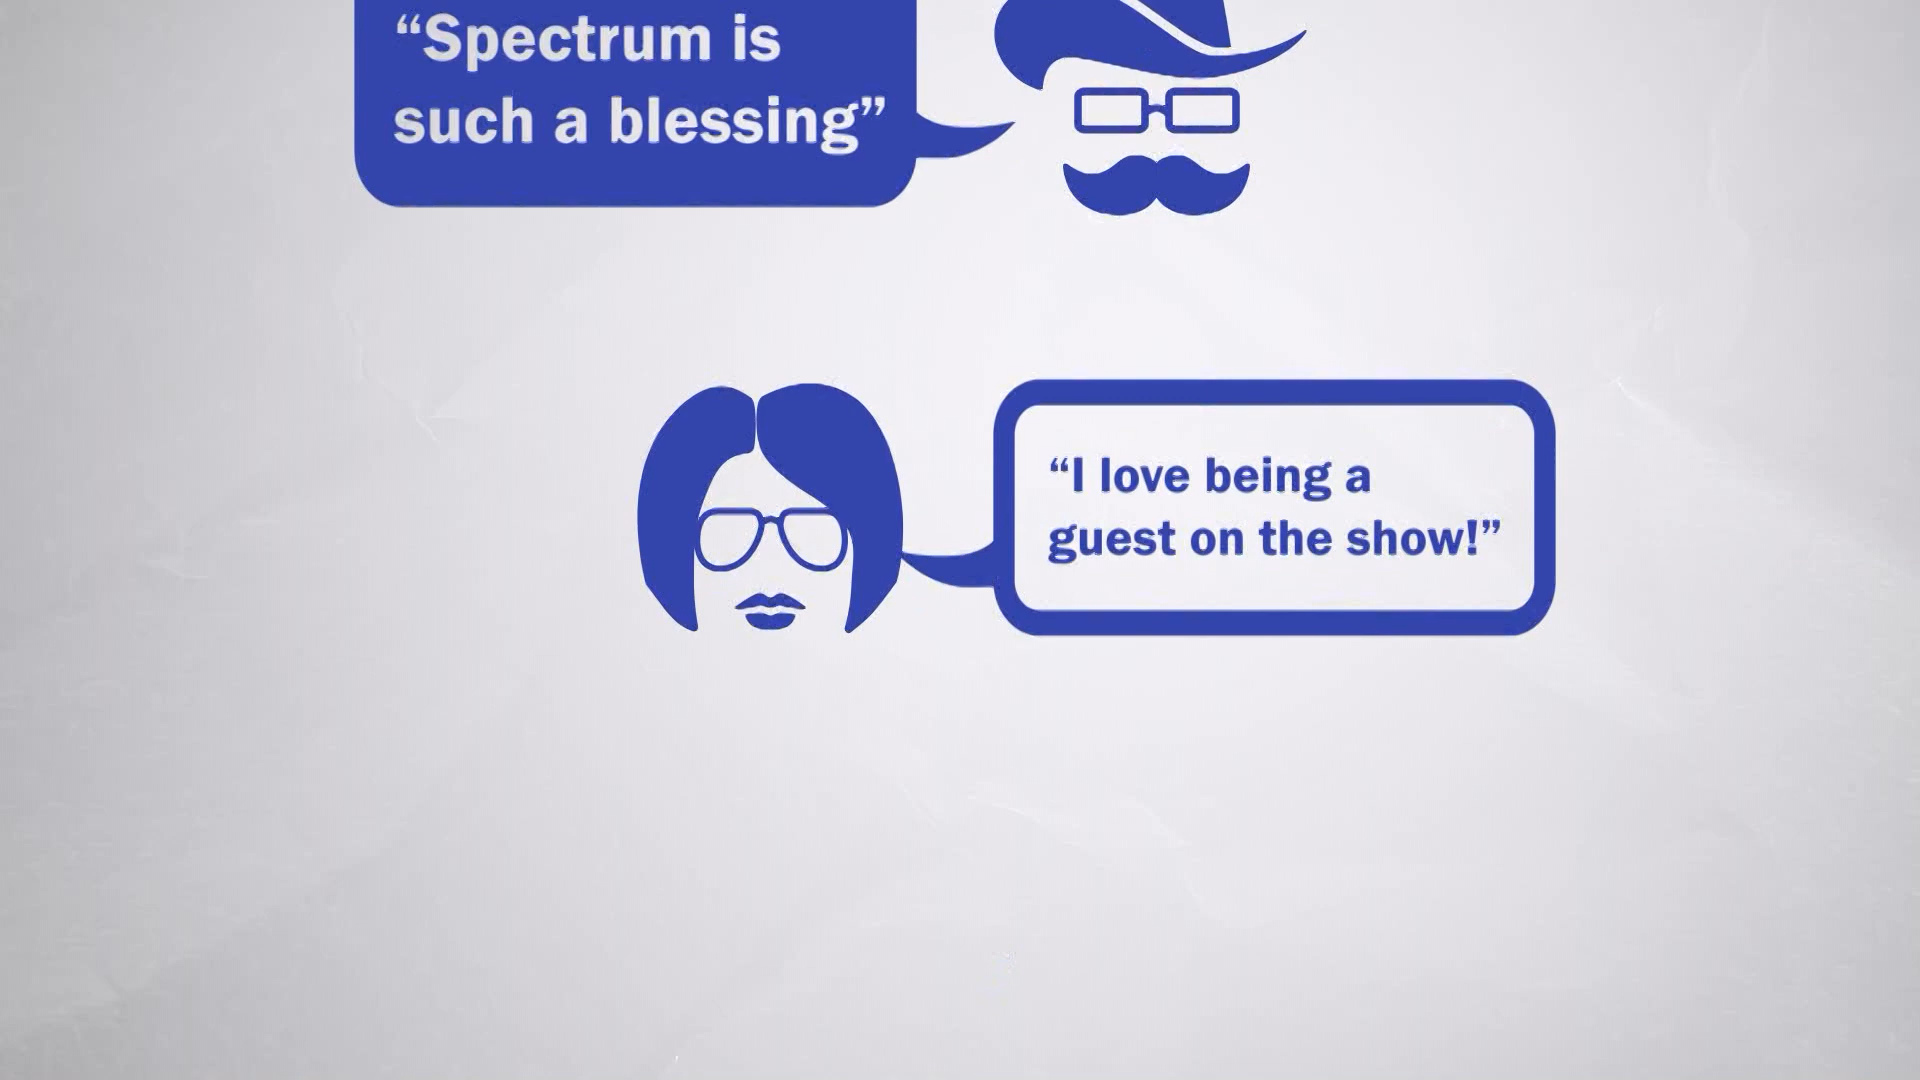 “Spectrum is
such a blessing”
“I love being a
guest on the show!”